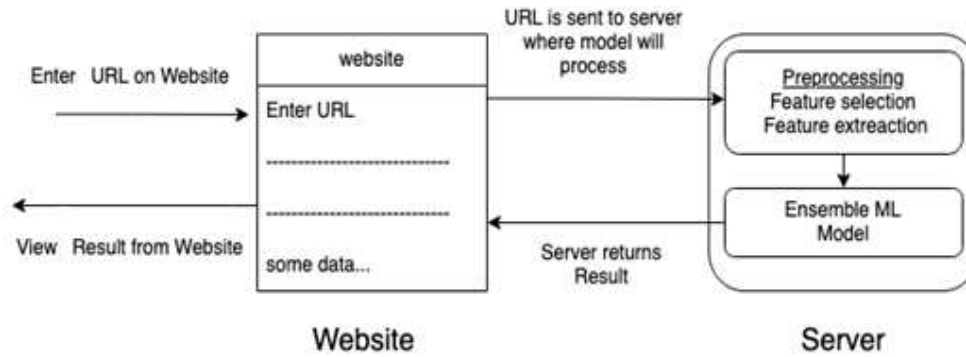 Enter URL on Website
View Result from Website
website
Enter URL
some data...
Website
URL is sent to server
where model will
process
Server returns
Result
Preprocessing
Feature selection
Feature extreaction
Ensemble ML
Model
Server